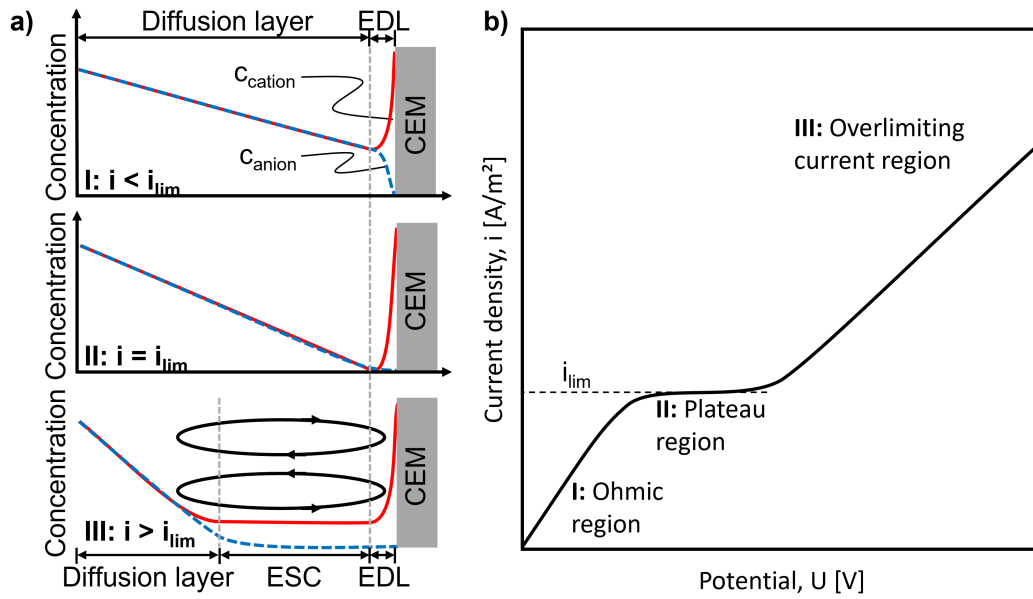 a)
Diffusion layer
EDL
Concentration
c_cation
c_anion
CEM
I: i < i_lim
Concentration
CEM
II: i = i_lim
Concentration
CEM
III: i > i_lim
Diffusion layer
ESC
EDL
b)
Current density, i [A/m²]
III: Overlimiting
current region
i_lim
II: Plateau
region
I: Ohmic
region
Potential, U [V]